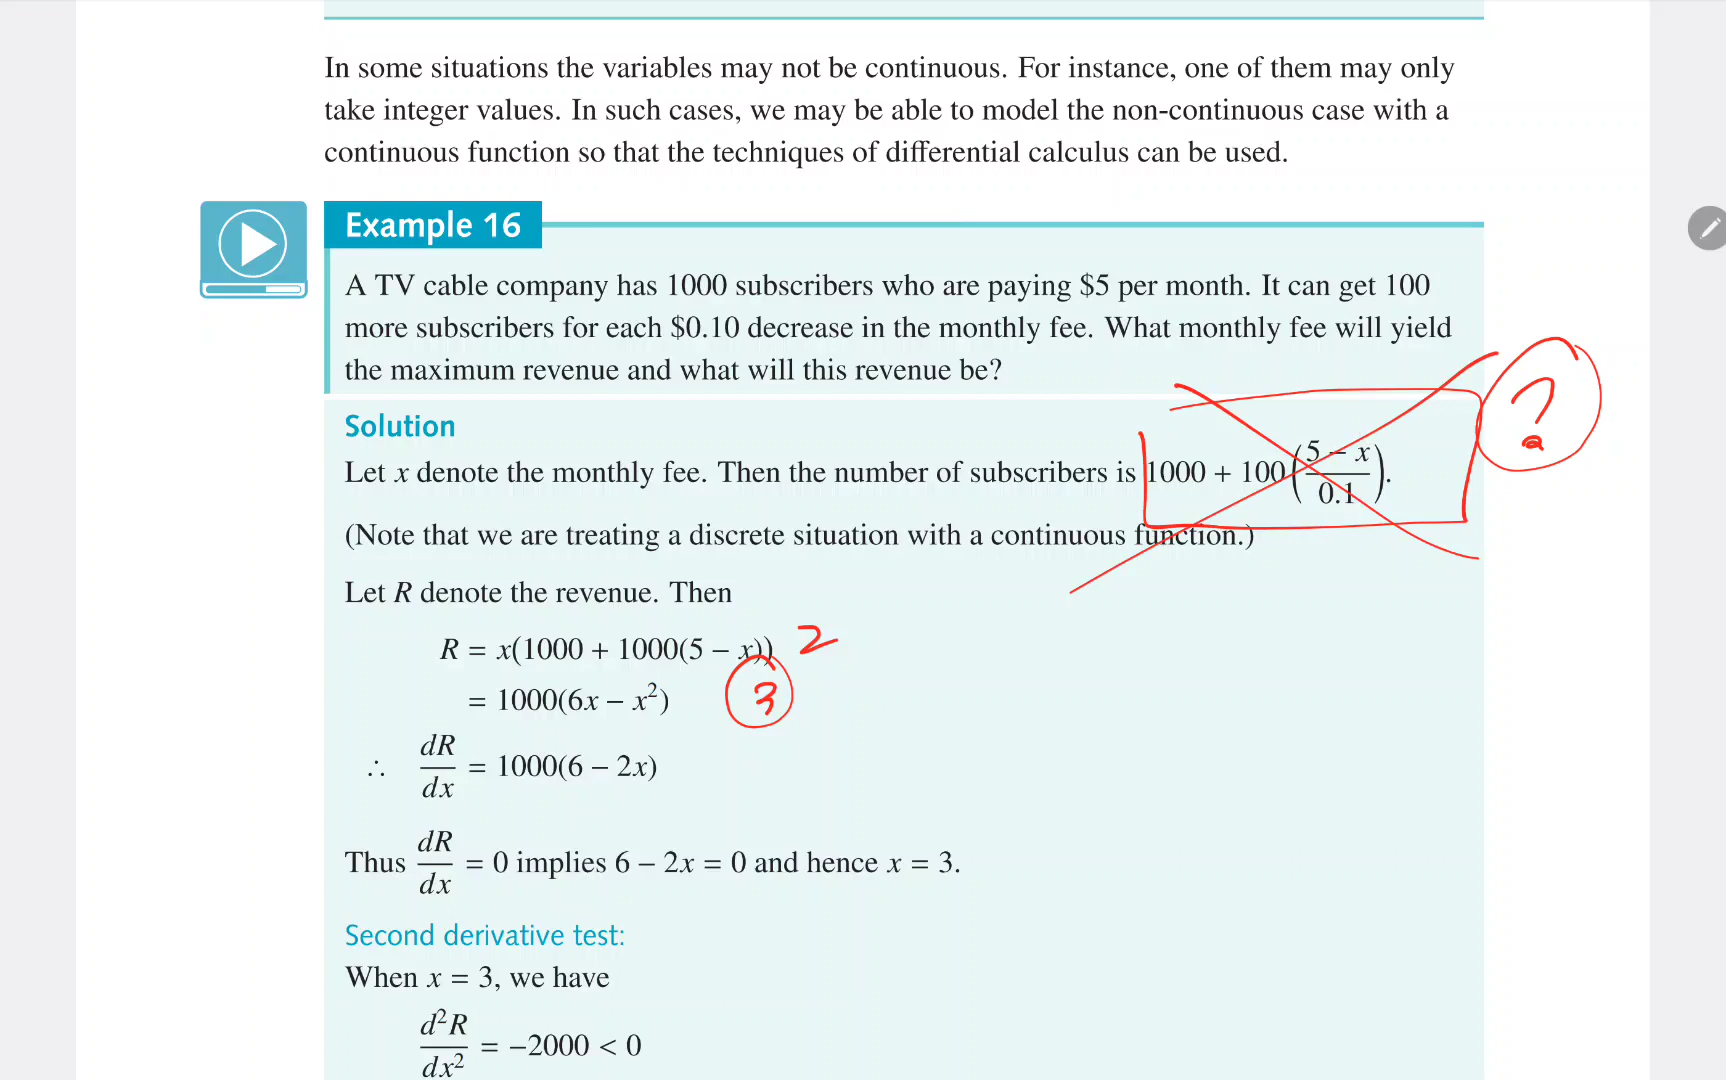 In some situations the variables may not be continuous. For instance, one of them may only
take integer values. In such cases, we may be able to model the non-continuous case with a
continuous function so that the techniques of differential calculus can be used.
Example 16
A TV cable company has 1000 subscribers who are paying $5 per month. It can get 100
more subscribers for each $0.10 decrease in the monthly fee. What monthly fee will yield
the maximum revenue and what will this revenue be?
?
Solution
Let x denote the monthly fee. Then the number of subscribers is 1000 + 100((5 − x)/0.1).
(Note that we are treating a discrete situation with a continuous function.)
Let R denote the revenue. Then
R = x(1000 + 1000(5 − x)) 2
= 1000(6x − x²) 3
∴ dR/dx = 1000(6 − 2x)
Thus dR/dx = 0 implies 6 − 2x = 0 and hence x = 3.
Second derivative test:
When x = 3, we have
d²R/dx² = −2000 < 0